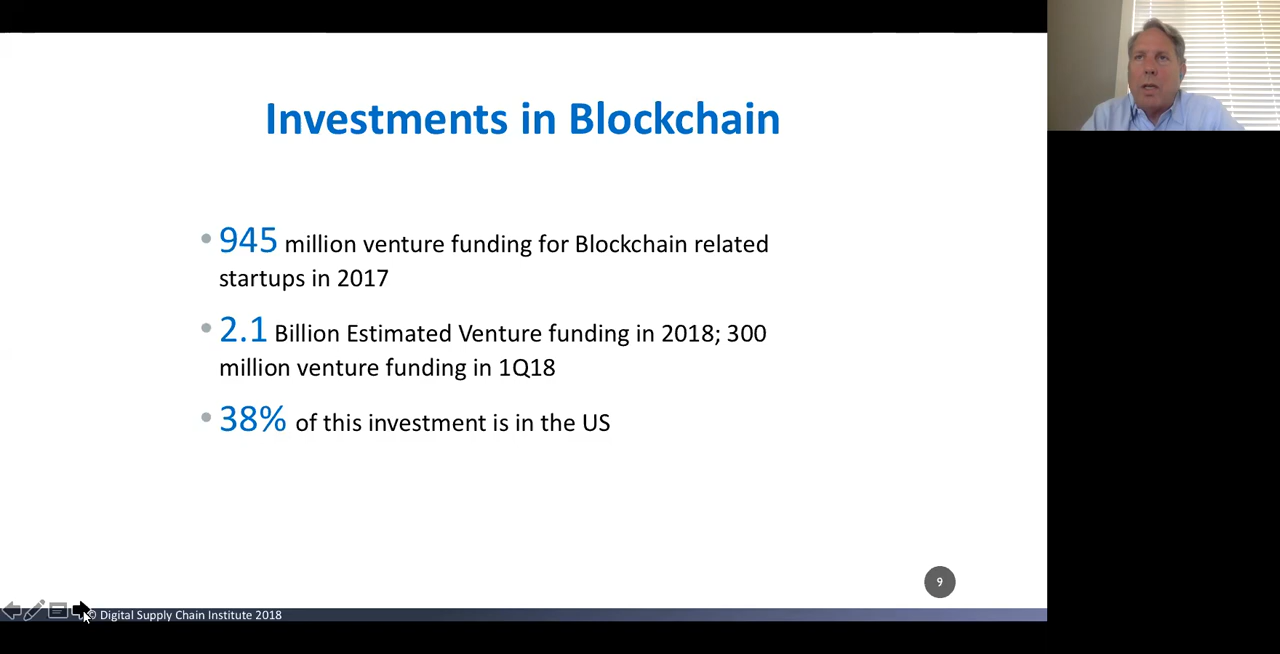 Investments in Blockchain
• 945 million venture funding for Blockchain related
startups in 2017
• 2.1 Billion Estimated Venture funding in 2018; 300
million venture funding in 1Q18
• 38% of this investment is in the US
9
© Digital Supply Chain Institute 2018